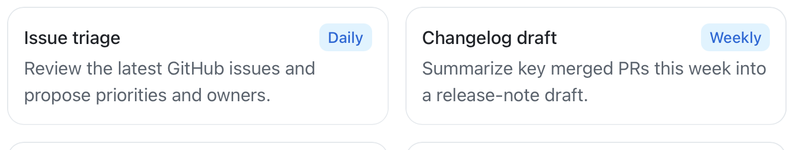 Issue triage
Daily
Review the latest GitHub issues and
propose priorities and owners.
Changelog draft
Weekly
Summarize key merged PRs this week into
a release-note draft.